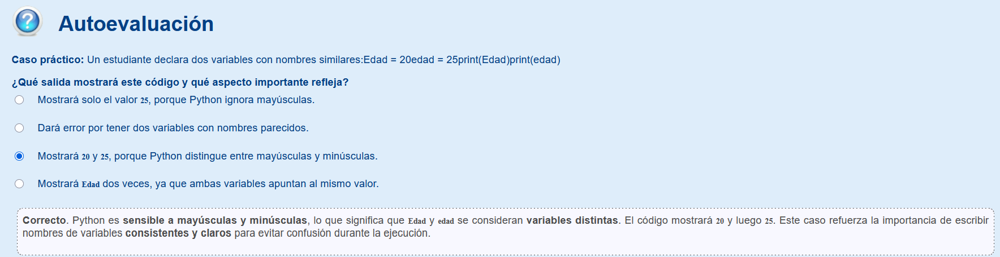 Autoevaluación
Caso práctico: Un estudiante declara dos variables con nombres similares:Edad = 20edad = 25print(Edad)print(edad)
¿Qué salida mostrará este código y qué aspecto importante refleja?
Mostrará solo el valor 25, porque Python ignora mayúsculas.
Dará error por tener dos variables con nombres parecidos.
Mostrará 20 y 25, porque Python distingue entre mayúsculas y minúsculas.
Mostrará Edad dos veces, ya que ambas variables apuntan al mismo valor.
Correcto. Python es sensible a mayúsculas y minúsculas, lo que significa que Edad y edad se consideran variables distintas. El código mostrará 20 y luego 25. Este caso refuerza la importancia de escribir
nombres de variables consistentes y claros para evitar confusión durante la ejecución.